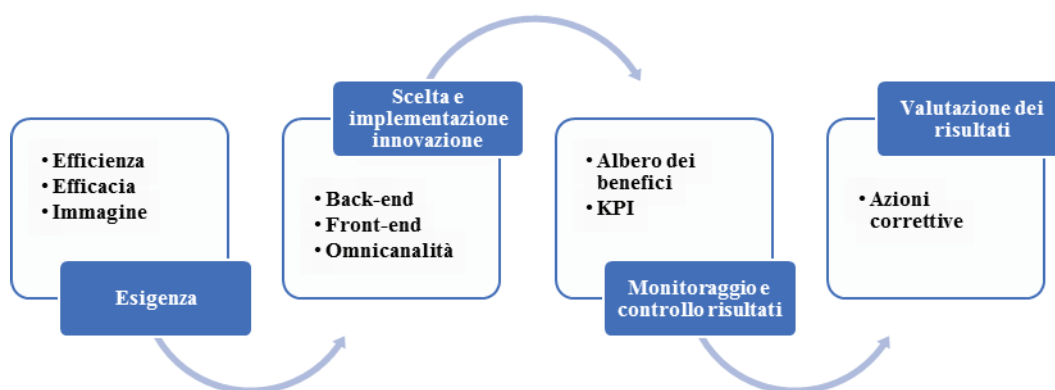 • Efficienza
• Efficacia
• Immagine
Esigenza
Scelta e
implementazione
innovazione
• Back-end
• Front-end
• Omnicanalità
• Albero dei
benefici
• KPI
Monitoraggio e
controllo risultati
Valutazione dei
risultati
• Azioni
correttive